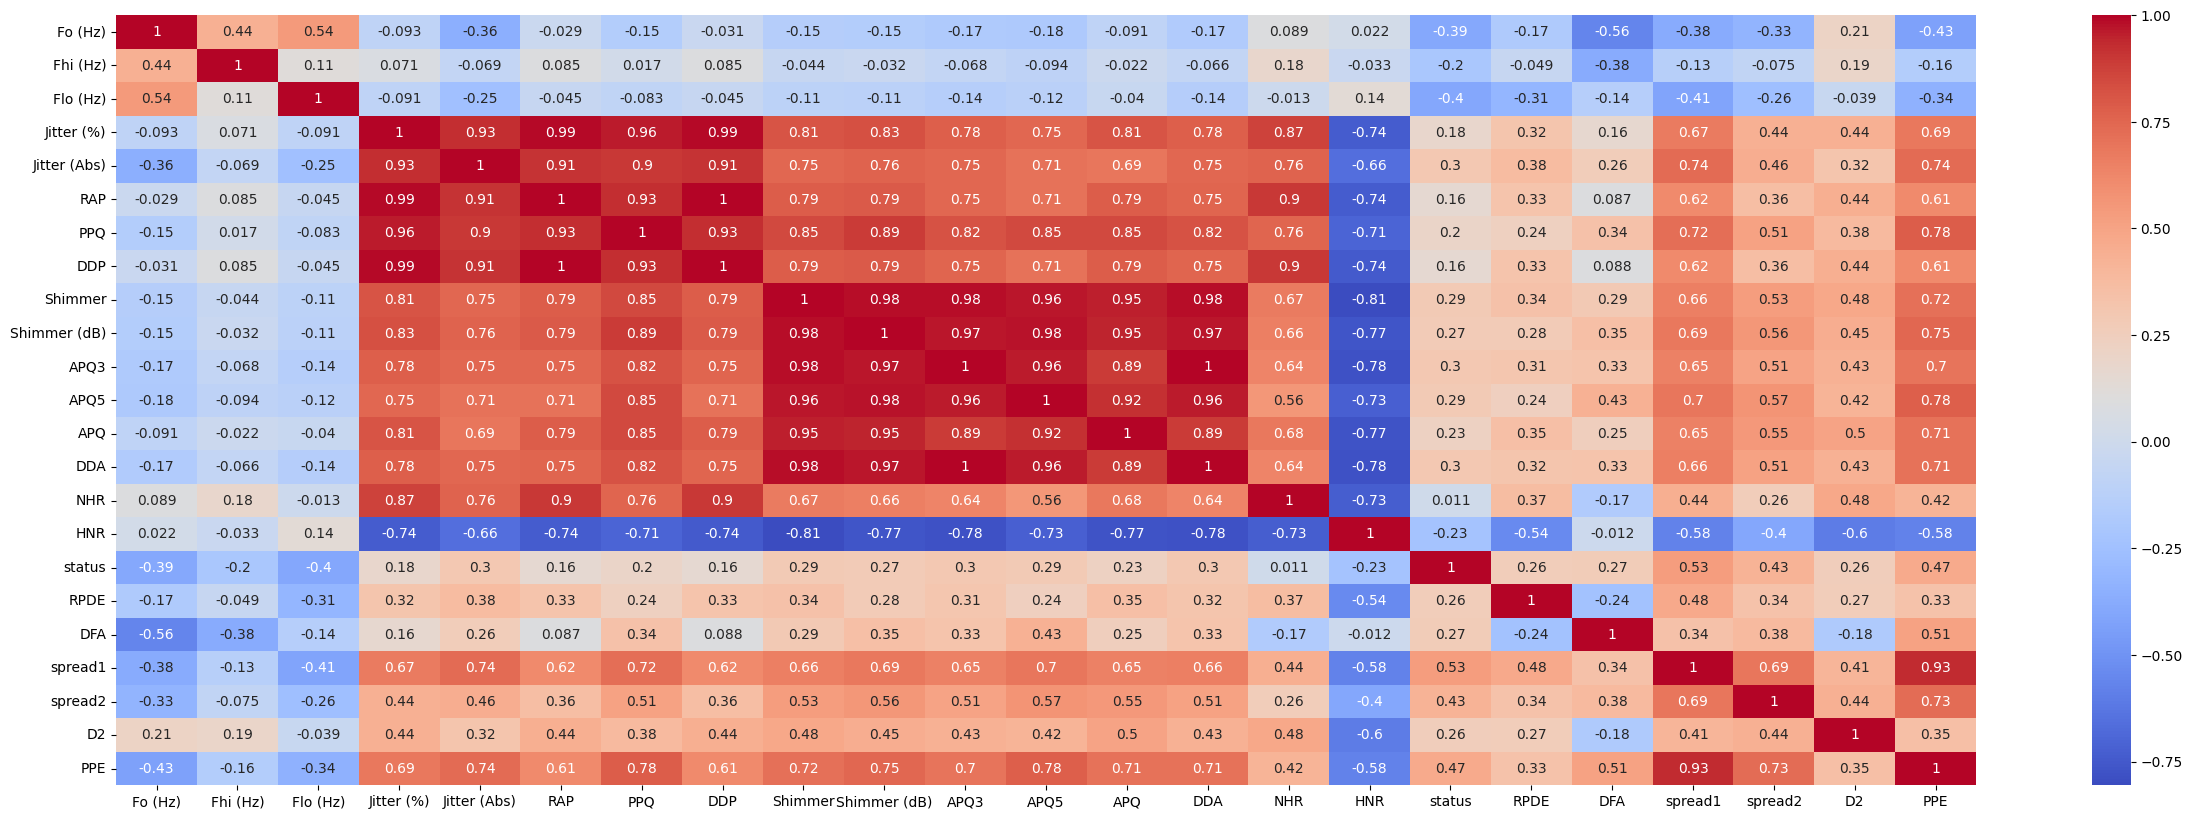 Fo (Hz) 1 0.44 0.54 -0.093 -0.36 -0.029 -0.15 -0.031 -0.15 -0.15 -0.17 -0.18 -0.091 -0.17 0.089 0.022 -0.39 -0.17 -0.56 -0.38 -0.33 0.21 -0.43 1.00
Fhi (Hz) 0.44 1 0.11 0.071 -0.069 0.085 0.017 0.085 -0.044 -0.032 -0.068 -0.094 -0.022 -0.066 0.18 -0.033 -0.2 -0.049 -0.38 -0.13 -0.075 0.19 -0.16
Flo (Hz) 0.54 0.11 1 -0.091 -0.25 -0.045 -0.083 -0.045 -0.11 -0.11 -0.14 -0.12 -0.04 -0.14 -0.013 0.14 -0.4 -0.31 -0.14 -0.41 -0.26 -0.039 -0.34
Jitter (%) -0.093 0.071 -0.091 1 0.93 0.99 0.96 0.99 0.81 0.83 0.78 0.75 0.81 0.78 0.87 -0.74 0.18 0.32 0.16 0.67 0.44 0.44 0.69 0.75
Jitter (Abs) -0.36 -0.069 -0.25 0.93 1 0.91 0.9 0.91 0.75 0.76 0.75 0.71 0.69 0.75 0.76 -0.66 0.3 0.38 0.26 0.74 0.46 0.32 0.74
RAP -0.029 0.085 -0.045 0.99 0.91 1 0.93 1 0.79 0.79 0.75 0.71 0.79 0.75 0.9 -0.74 0.16 0.33 0.087 0.62 0.36 0.44 0.61
PPQ -0.15 0.017 -0.083 0.96 0.9 0.93 1 0.93 0.85 0.89 0.82 0.85 0.85 0.82 0.76 -0.71 0.2 0.24 0.34 0.72 0.51 0.38 0.78 0.50
DDP -0.031 0.085 -0.045 0.99 0.91 1 0.93 1 0.79 0.79 0.75 0.71 0.79 0.75 0.9 -0.74 0.16 0.33 0.088 0.62 0.36 0.44 0.61
Shimmer -0.15 -0.044 -0.11 0.81 0.75 0.79 0.85 0.79 1 0.98 0.98 0.96 0.95 0.98 0.67 -0.81 0.29 0.34 0.29 0.66 0.53 0.48 0.72
Shimmer (dB) -0.15 -0.032 -0.11 0.83 0.76 0.79 0.89 0.79 0.98 1 0.97 0.98 0.95 0.97 0.66 -0.77 0.27 0.28 0.35 0.69 0.56 0.45 0.75 0.25
APQ3 -0.17 -0.068 -0.14 0.78 0.75 0.75 0.82 0.75 0.98 0.97 1 0.96 0.89 1 0.64 -0.78 0.3 0.31 0.33 0.65 0.51 0.43 0.7
APQ5 -0.18 -0.094 -0.12 0.75 0.71 0.71 0.85 0.71 0.96 0.98 0.96 1 0.92 0.96 0.56 -0.73 0.29 0.24 0.43 0.7 0.57 0.42 0.78
APQ -0.091 -0.022 -0.04 0.81 0.69 0.79 0.85 0.79 0.95 0.95 0.89 0.92 1 0.89 0.68 -0.77 0.23 0.35 0.25 0.65 0.55 0.5 0.71 0.00
DDA -0.17 -0.066 -0.14 0.78 0.75 0.75 0.82 0.75 0.98 0.97 1 0.96 0.89 1 0.64 -0.78 0.3 0.32 0.33 0.66 0.51 0.43 0.71
NHR 0.089 0.18 -0.013 0.87 0.76 0.9 0.76 0.9 0.67 0.66 0.64 0.56 0.68 0.64 1 -0.73 0.011 0.37 -0.17 0.44 0.26 0.48 0.42
HNR 0.022 -0.033 0.14 -0.74 -0.66 -0.74 -0.71 -0.74 -0.81 -0.77 -0.78 -0.73 -0.77 -0.78 -0.73 1 -0.23 -0.54 -0.012 -0.58 -0.4 -0.6 -0.58 −0.25
status -0.39 -0.2 -0.4 0.18 0.3 0.16 0.2 0.16 0.29 0.27 0.3 0.29 0.23 0.3 0.011 -0.23 1 0.26 0.27 0.53 0.43 0.26 0.47
RPDE -0.17 -0.049 -0.31 0.32 0.38 0.33 0.24 0.33 0.34 0.28 0.31 0.24 0.35 0.32 0.37 -0.54 0.26 1 -0.24 0.48 0.34 0.27 0.33
DFA -0.56 -0.38 -0.14 0.16 0.26 0.087 0.34 0.088 0.29 0.35 0.33 0.43 0.25 0.33 -0.17 -0.012 0.27 -0.24 1 0.34 0.38 -0.18 0.51 −0.50
spread1 -0.38 -0.13 -0.41 0.67 0.74 0.62 0.72 0.62 0.66 0.69 0.65 0.7 0.65 0.66 0.44 -0.58 0.53 0.48 0.34 1 0.69 0.41 0.93
spread2 -0.33 -0.075 -0.26 0.44 0.46 0.36 0.51 0.36 0.53 0.56 0.51 0.57 0.55 0.51 0.26 -0.4 0.43 0.34 0.38 0.69 1 0.44 0.73
D2 0.21 0.19 -0.039 0.44 0.32 0.44 0.38 0.44 0.48 0.45 0.43 0.42 0.5 0.43 0.48 -0.6 0.26 0.27 -0.18 0.41 0.44 1 0.35
PPE -0.43 -0.16 -0.34 0.69 0.74 0.61 0.78 0.61 0.72 0.75 0.7 0.78 0.71 0.71 0.42 -0.58 0.47 0.33 0.51 0.93 0.73 0.35 1 −0.75
Fo (Hz) Fhi (Hz) Flo (Hz) Jitter (%) Jitter (Abs) RAP PPQ DDP Shimmer Shimmer (dB) APQ3 APQ5 APQ DDA NHR HNR status RPDE DFA spread1 spread2 D2 PPE